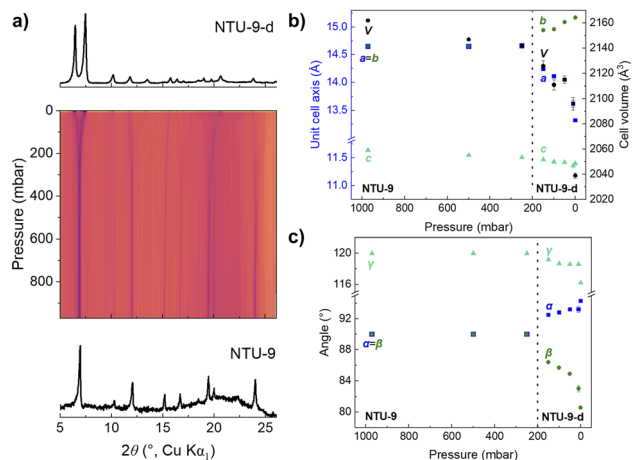 a)
NTU-9-d
Pressure (mbar)
0
200
400
600
800
NTU-9
5 10 15 20 25
2θ (°, Cu Kα1)
b)
Unit cell axis (Å)
15.0
14.5
14.0
13.5
11.5
11.0
V
a=b
c
b
V
a
c
NTU-9
NTU-9-d
2160
2140
2120
2100
2080
2060
2040
Cell volume (Å3)
1000 800 600 400 200 0
Pressure (mbar)
c)
Angle (°)
120
116
92
88
84
80
γ
α=β
γ
α
β
NTU-9
NTU-9-d
1000 800 600 400 200 0
Pressure (mbar)